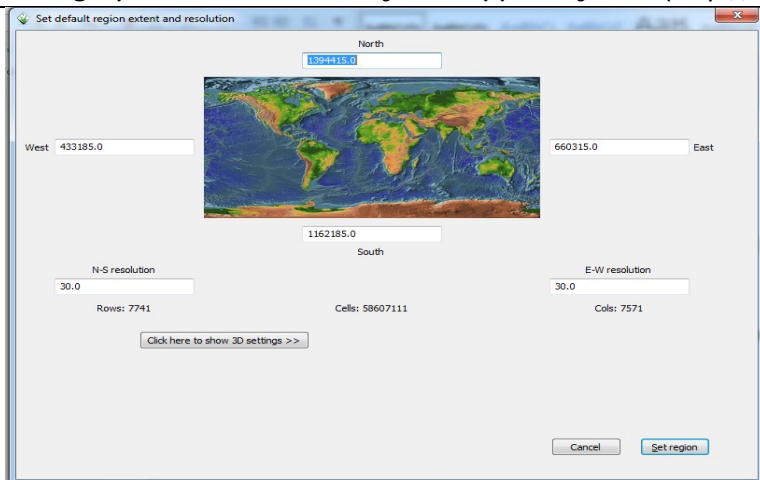 Set default region extent and resolution
North
1394415.0
West 433185.0 660315.0 East
1162185.0
South
N-S resolution E-W resolution
30.0 30.0
Rows: 7741 Cells: 58607111 Cols: 7571
Click here to show 3D settings >>
Cancel Set region